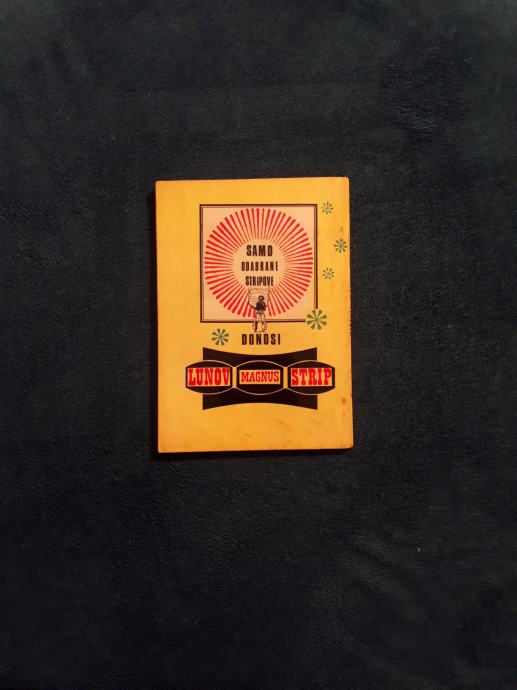 SAMO
ODABRANE
STRIPOVE
DONOSI
LUNOV MAGNUS STRIP